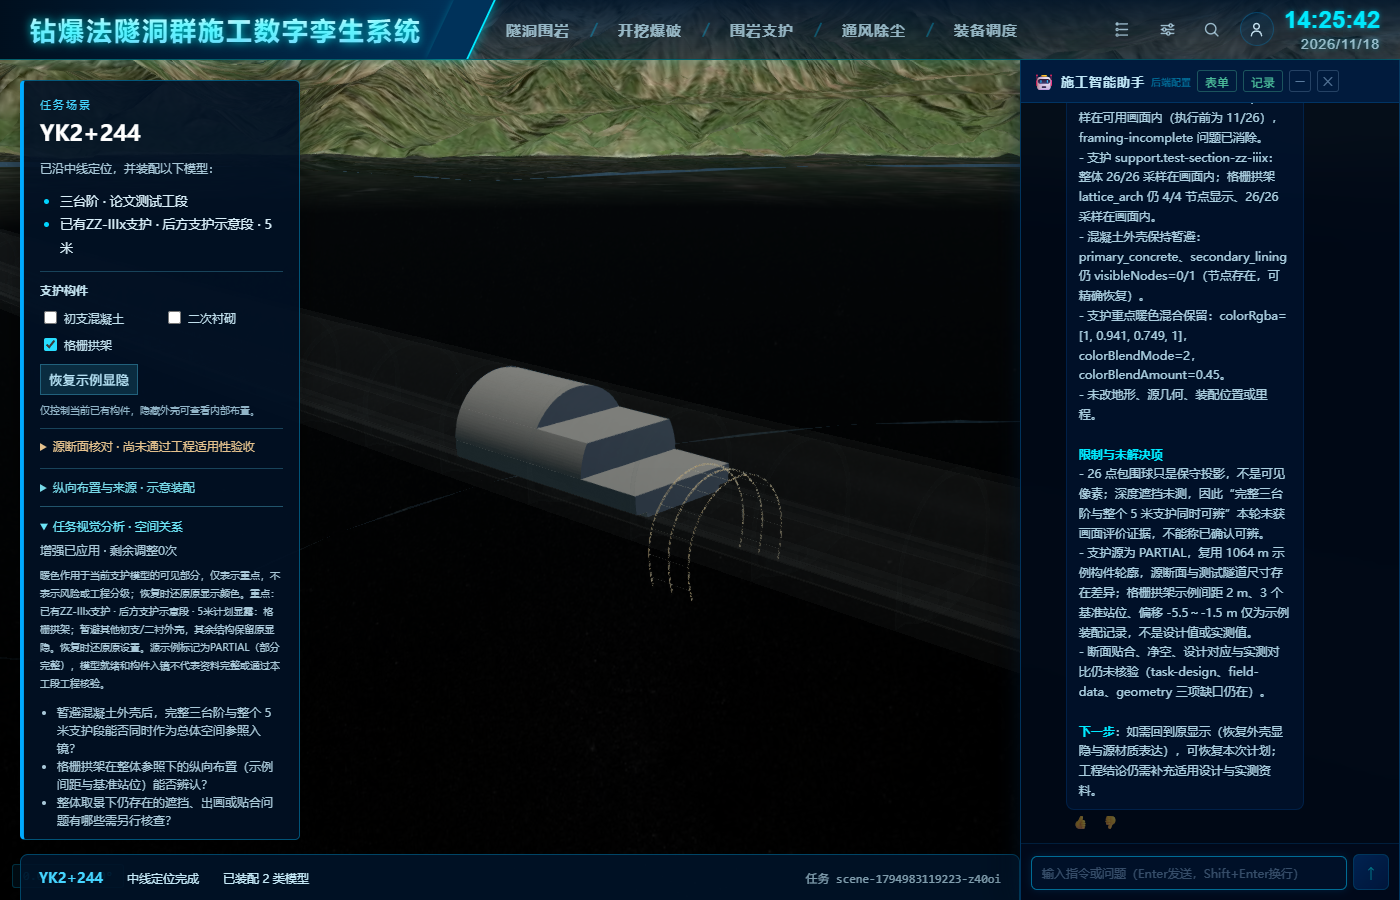 钻爆法隧洞群施工数字孪生系统
隧洞围岩 / 开挖爆破 / 围岩支护 / 通风除尘 / 装备调度
14:25:42
2026/11/18
任务场景
YK2+244
已沿中线定位，并装配以下模型：
三台阶 · 论文测试工段
已有ZZ-IIIx支护 · 后方支护示意段 · 5
米
支护构件
初支混凝土
二次衬砌
格栅拱架
恢复示例显隐
仅控制当前已有构件，隐藏外壳可查看内部布置。
源断面核对 · 尚未通过工程适用性验收
纵向布置与来源 · 示意装配
任务视觉分析 · 空间关系
增强已应用 · 剩余调整0次
暖色作用于当前支护模型的可见部分，仅表示重点，不
表示风险或工程分级；恢复时还原原显示颜色。重点：
已有ZZ-IIIx支护 · 后方支护示意段 · 5米计划显露：格
栅拱架；暂避其他初支/二衬外壳，其余结构保留原显
隐。恢复时还原原设置。源示例标记为PARTIAL（部分
完整），模型就绪和构件入镜不代表资料完整或通过本
工段工程核验。
暂避混凝土外壳后，完整三台阶与整个 5
米支护段能否同时作为总体空间参照入
镜？
格栅拱架在整体参照下的纵向布置（示例
间距与基准站位）能否辨认？
整体取景下仍存在的遮挡、出画或贴合问
题有哪些需另行核查？
YK2+244
中线定位完成
已装配 2 类模型
任务 scene-1794983119223-z40oi
施工智能助手
后端配置
表单
记录
样在可用画面内（执行前为 11/26），
framing-incomplete 问题已消除。
- 支护 support.test-section-zz-iiix：
整体 26/26 采样在画面内；格栅拱架
lattice_arch 仍 4/4 节点显示、26/26
采样在画面内。
- 混凝土外壳保持暂避：
primary_concrete、secondary_lining
仍 visibleNodes=0/1（节点存在，可
精确恢复）。
- 支护重点暖色混合保留：colorRgba=
[1, 0.941, 0.749, 1]，
colorBlendMode=2，
colorBlendAmount=0.45。
- 未改地形、源几何、装配位置或里
程。
限制与未解决项
- 26 点包围球只是保守投影，不是可见
像素；深度遮挡未测，因此“完整三台
阶与整个 5 米支护同时可辨”本轮未获
画面评价证据，不能称已确认可辨。
- 支护源为 PARTIAL，复用 1064 m 示
例构件轮廓，源断面与测试隧道尺寸存
在差异；格栅拱架示例间距 2 m、3 个
基准站位、偏移 -5.5 ~ -1.5 m 仅为示例
装配记录，不是设计值或实测值。
- 断面贴合、净空、设计对应与实测对
比仍未核验（task-design、field-
data、geometry 三项缺口仍在）。
下一步：如需回到原显示（恢复外壳显
隐与源材质表达），可恢复本次计划；
工程结论仍需补充适用设计与实测资
料。
输入指令或问题（Enter发送，Shift+Enter换行）